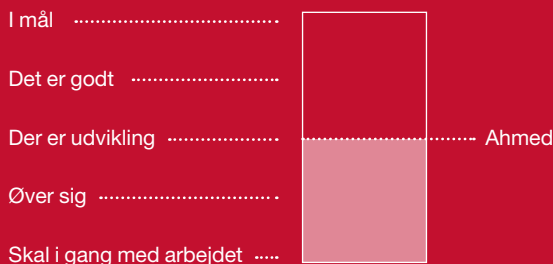 I mål
Det er godt
Der er udvikling
Ahmed
Øver sig
Skal i gang med arbejdet